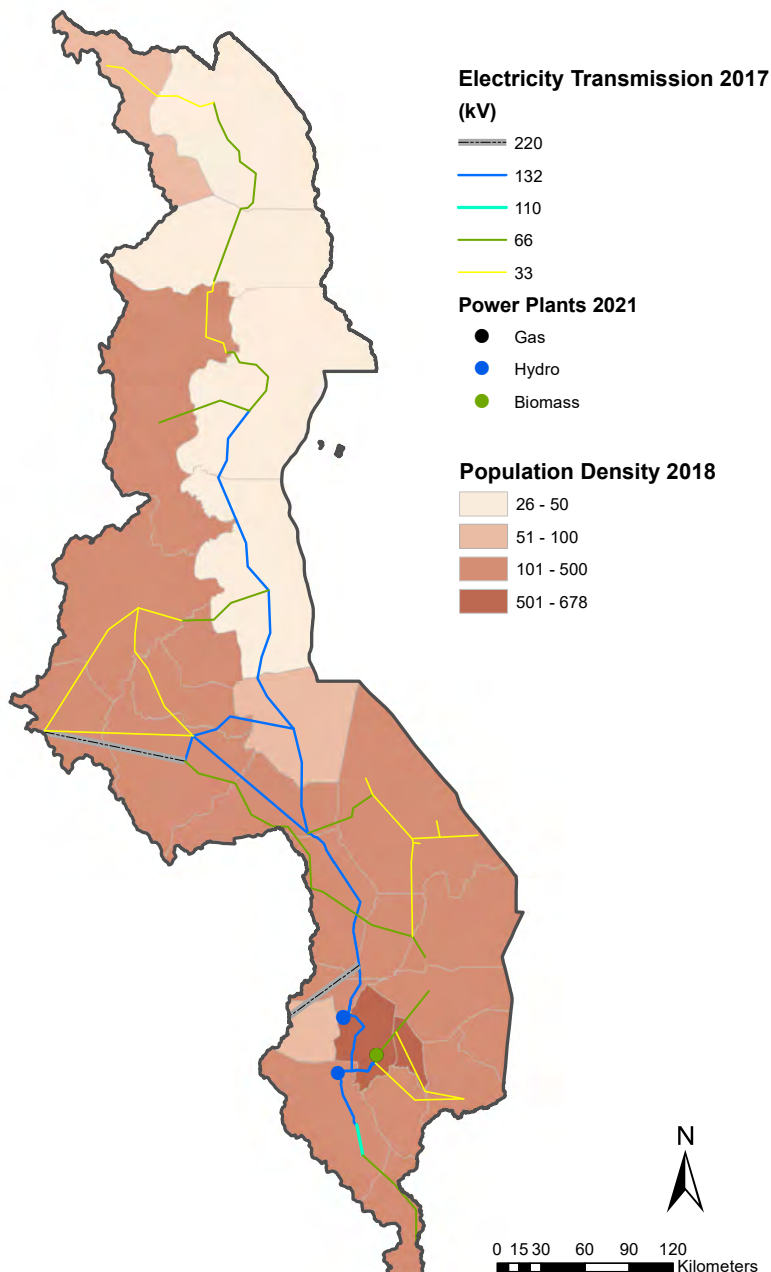 Electricity Transmission 2017
(kV)
220
132
110
66
33
Power Plants 2021
Gas
Hydro
Biomass
Population Density 2018
26 - 50
51 - 100
101 - 500
501 - 678
N
0 15 30 60 90 120
Kilometers